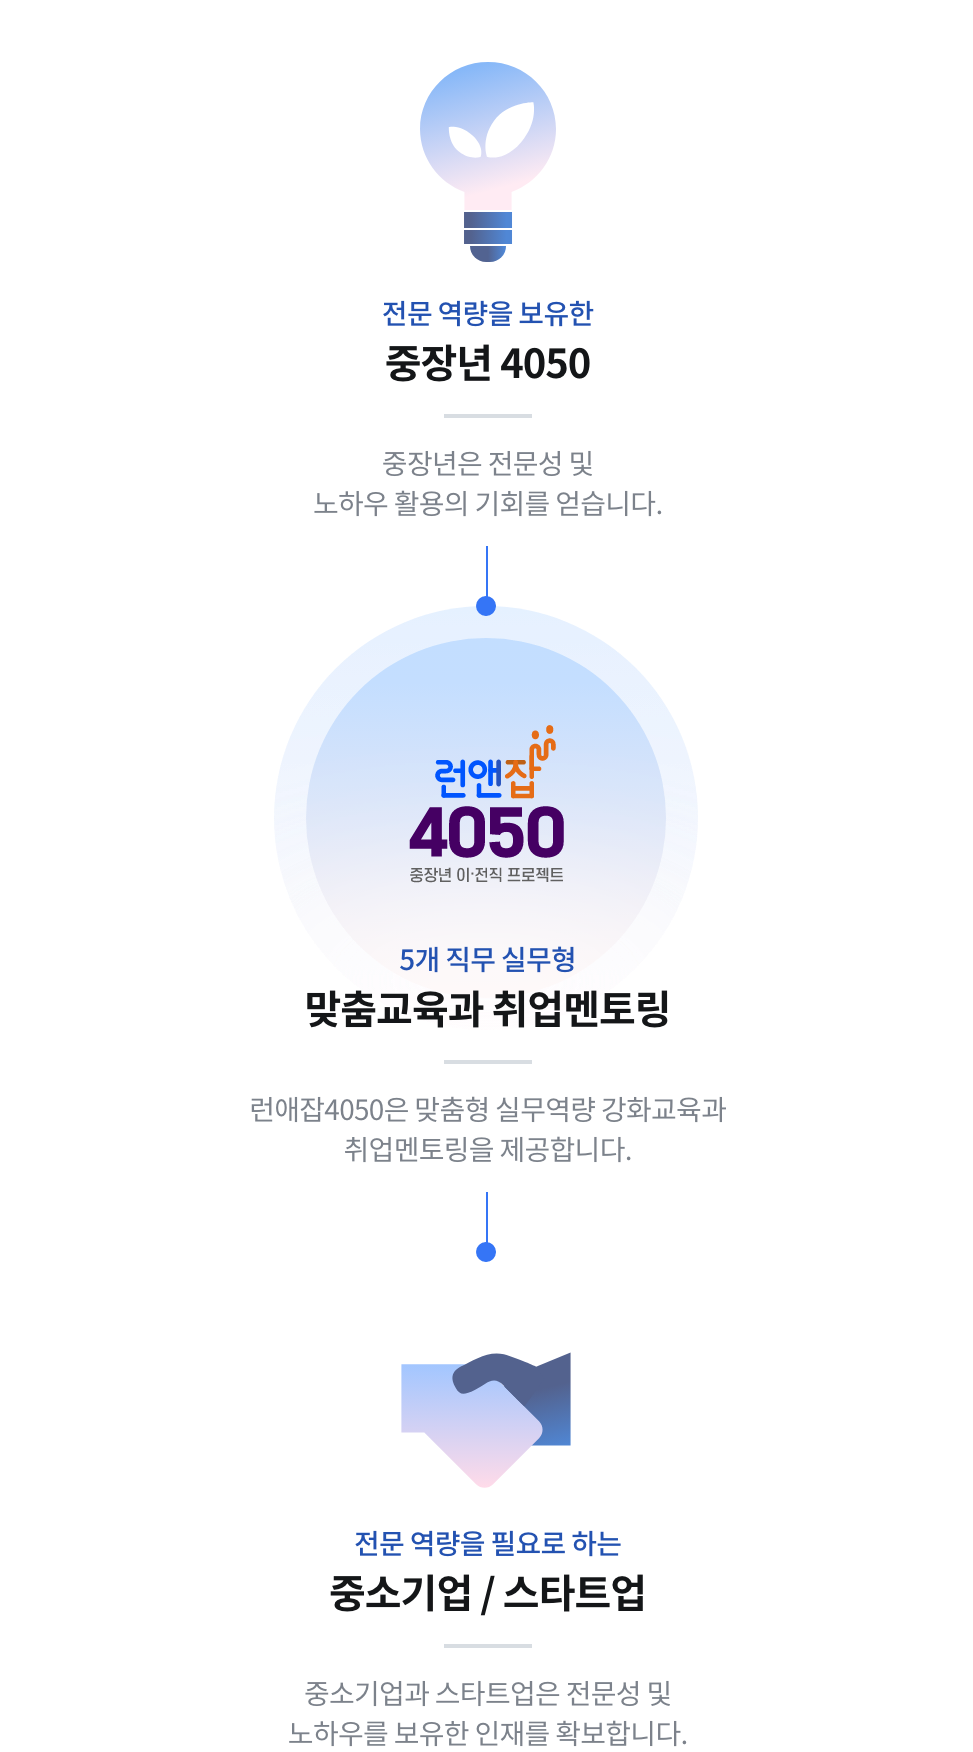 전문 역량을 보유한
중장년 4050
중장년은 전문성 및
노하우 활용의 기회를 얻습니다.
런앤잡
4050
중장년 이·전직 프로젝트
5개 직무 실무형
맞춤교육과 취업멘토링
런애잡4050은 맞춤형 실무역량 강화교육과
취업멘토링을 제공합니다.
전문 역량을 필요로 하는
중소기업 / 스타트업
중소기업과 스타트업은 전문성 및
노하우를 보유한 인재를 확보합니다.